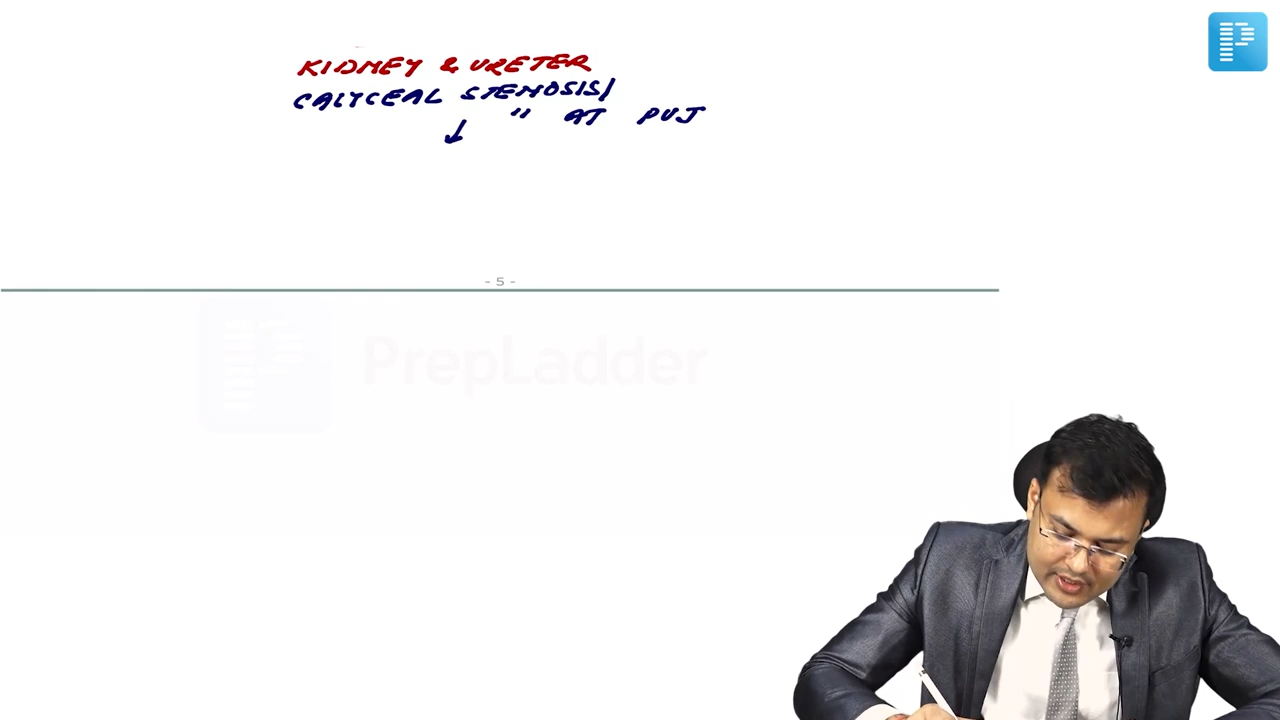 KIDNEY & URETER
CALYCEAL STENOSIS/
" AT PUJ
- 5 -
PrepLadder